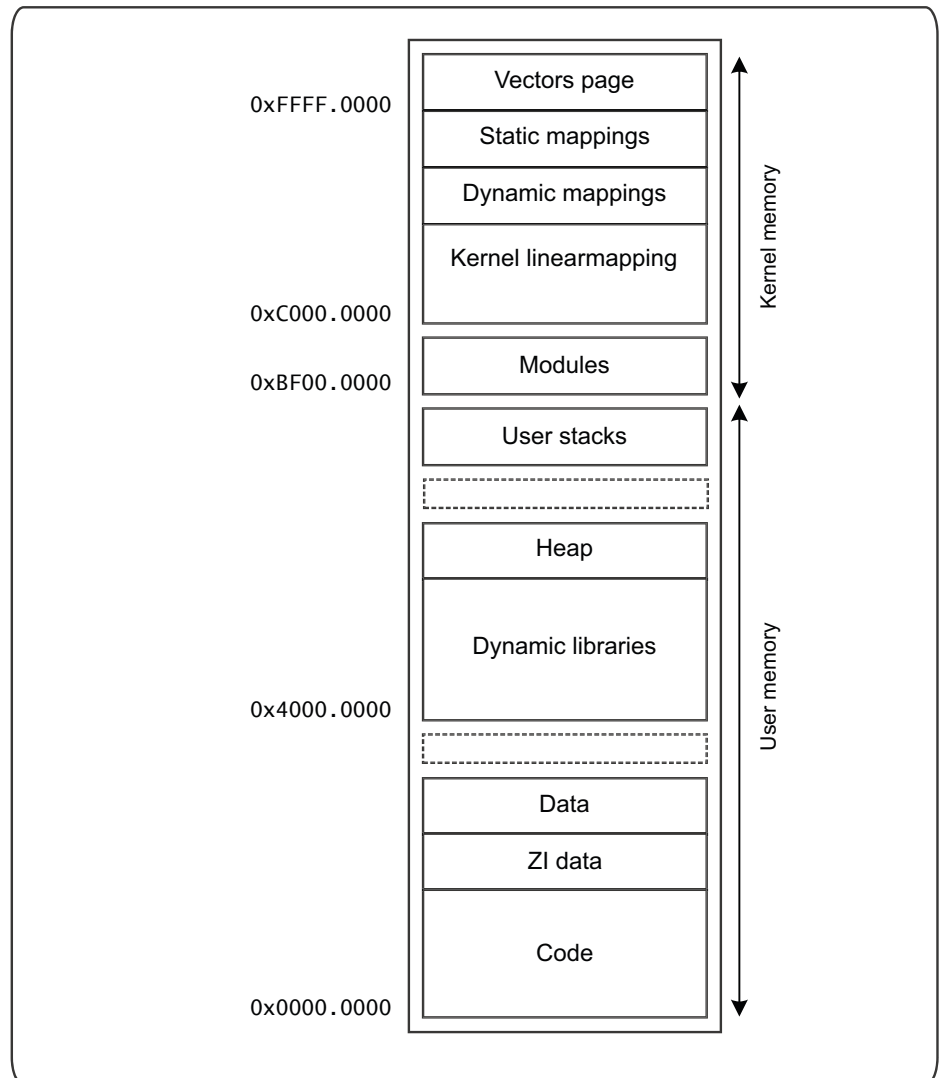 Vectors page
0xFFFF.0000
Static mappings
Dynamic mappings
Kernel linearmapping
Kernel memory
0xC000.0000
Modules
0xBF00.0000
User stacks
Heap
Dynamic libraries
User memory
0x4000.0000
Data
ZI data
Code
0x0000.0000